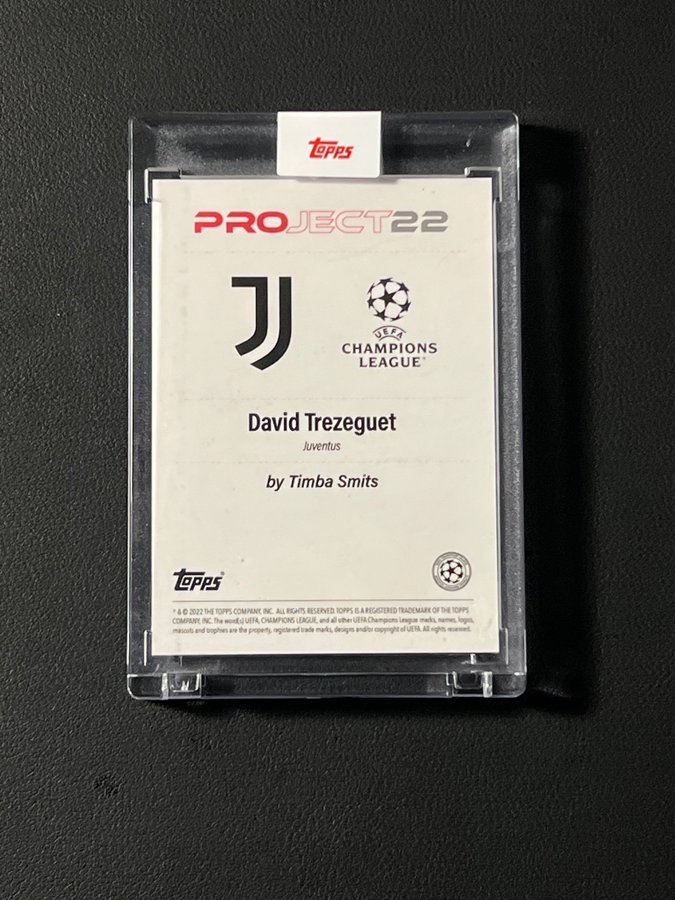 Topps
PROJECT22
J
UEFA
CHAMPIONS
LEAGUE®
David Trezeguet
Juventus
by Timba Smits
Topps®
® & © 2022 THE TOPPS COMPANY, INC. ALL RIGHTS RESERVED. TOPPS IS A REGISTERED TRADEMARK OF THE TOPPS
COMPANY, INC. The word(s) UEFA, CHAMPIONS LEAGUE, and all other UEFA Champions League marks, names, logos,
mascots and trophies are the property, registered trade marks, designs and/or copyright of UEFA. All rights reserved.